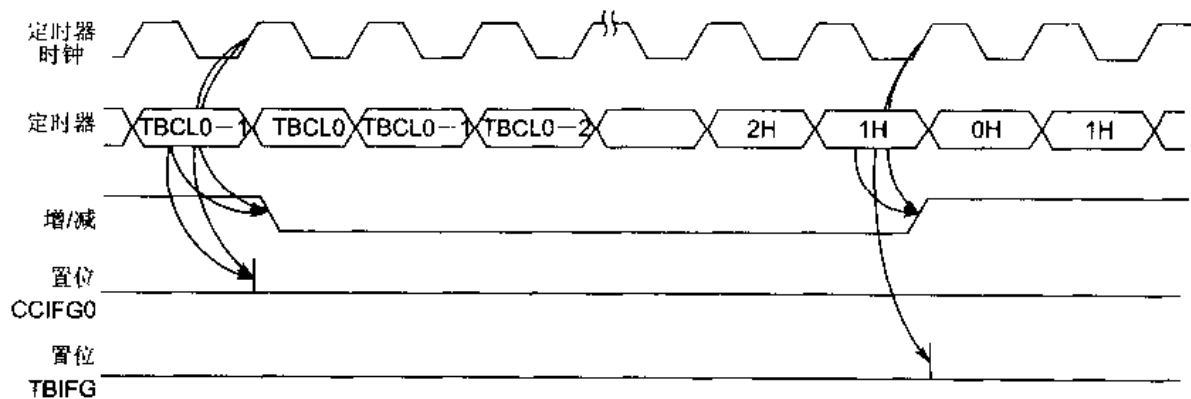 定时器
时钟
定时器 TBCL0-1 TBCL0 TBCL0-1 TBCL0-2 2H 1H 0H 1H
增/减
置位
CCIFG0
置位
TBIFG